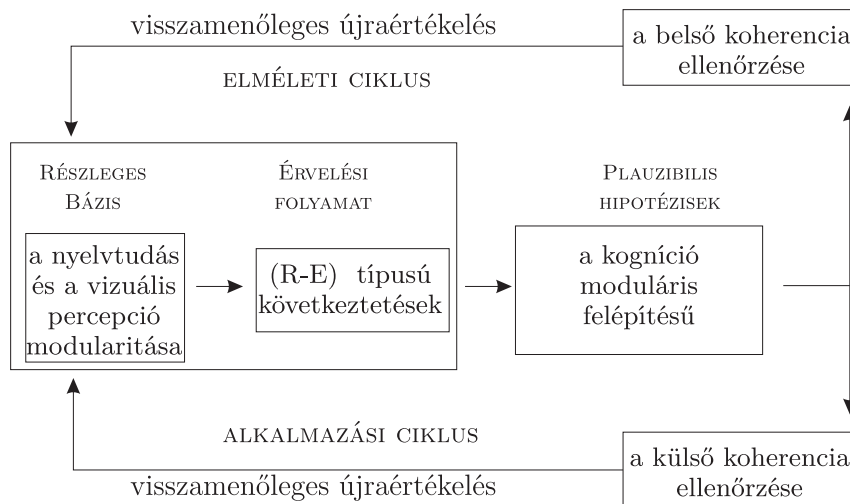 visszamenőleges újraértékelés
a belső koherencia
ellenőrzése
ELMÉLETI CIKLUS
RÉSZLEGES
BÁZIS
ÉRVELÉSI
FOLYAMAT
PLAUZIBILIS
HIPOTÉZISEK
a nyelvtudás
és a vizuális
percepció
modularitása
(R-E) típusú
következtetések
a kogníció
moduláris
felépítésű
ALKALMAZÁSI CIKLUS
visszamenőleges újraértékelés
a külső koherencia
ellenőrzése